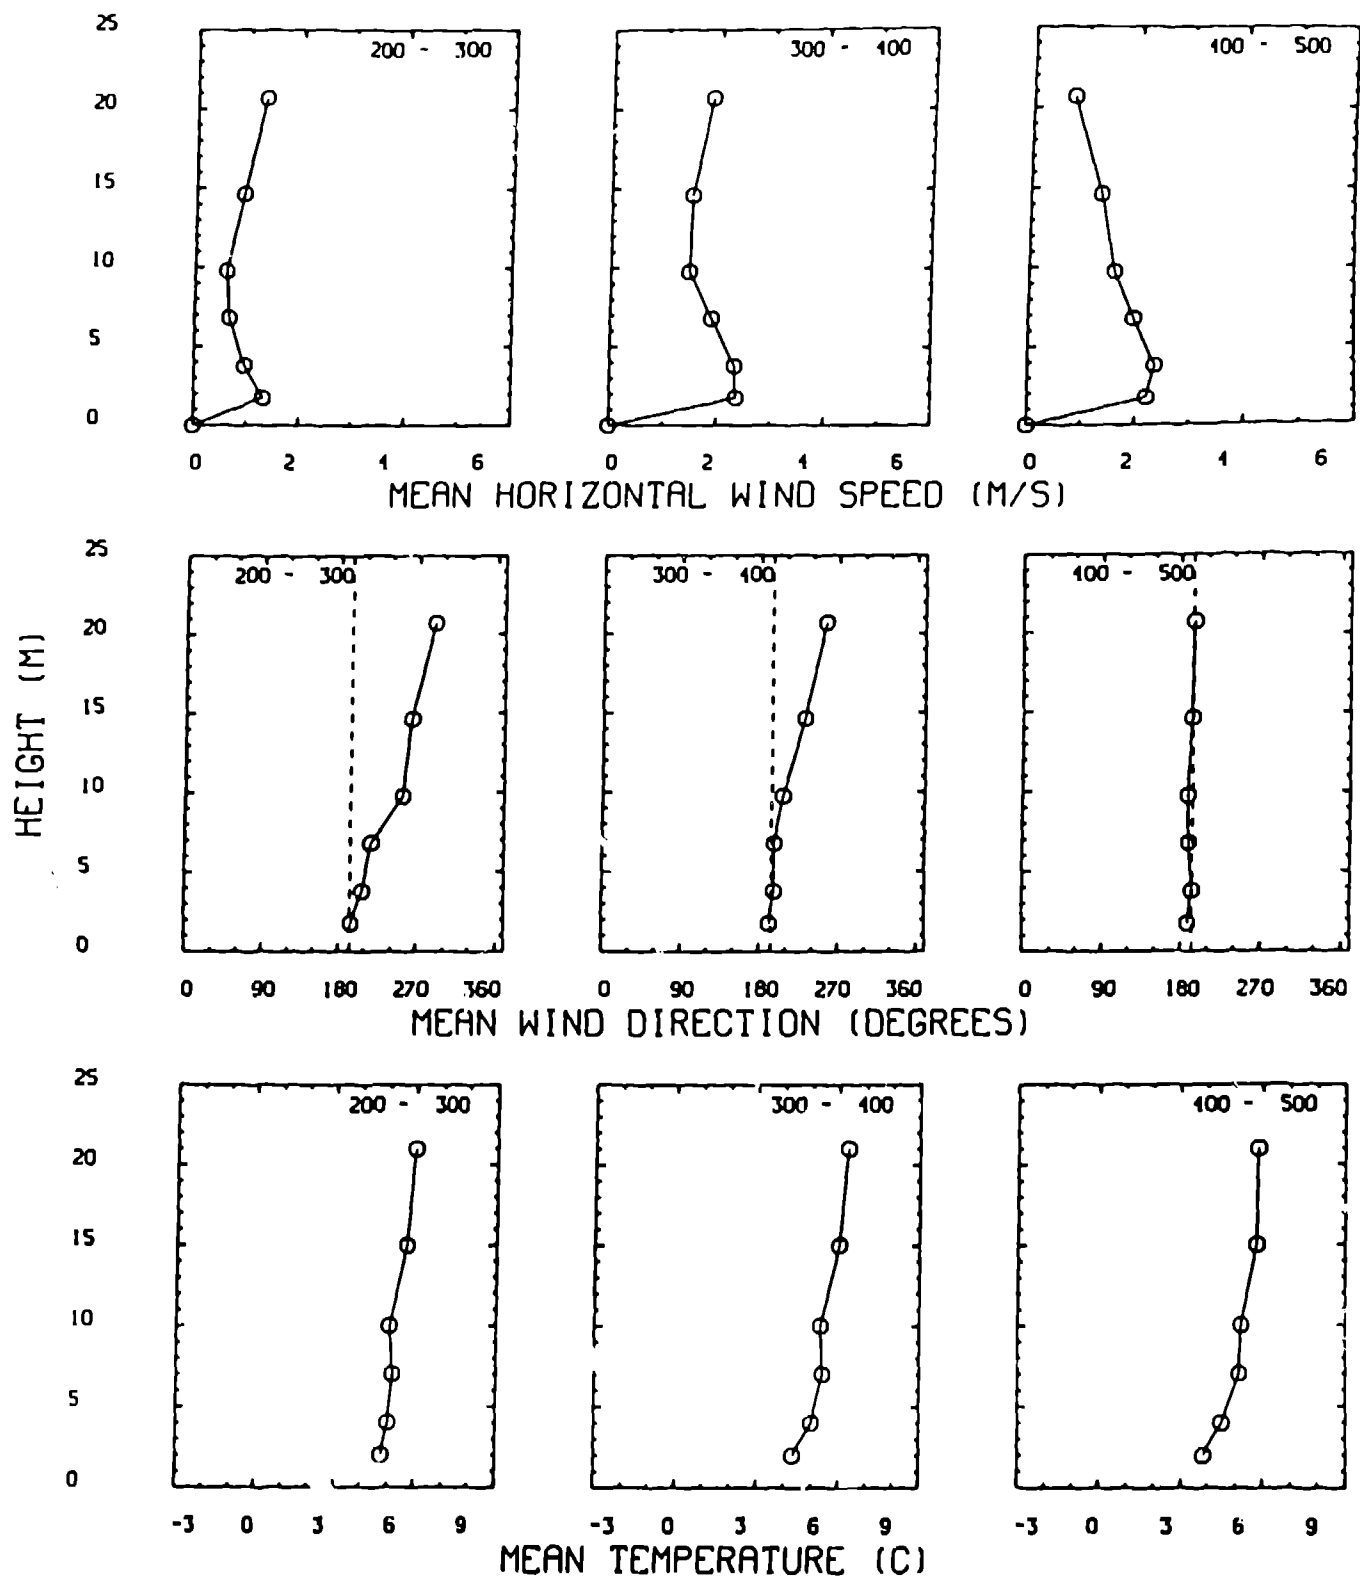 25
200 - 300
300 - 400
400 - 500
20
15
10
5
0
0 2 4 6
0 2 4 6
0 2 4 6
MEAN HORIZONTAL WIND SPEED (M/S)
25
200 - 300
300 - 400
400 - 500
20
15
10
5
0
HEIGHT (M)
0 90 180 270 360
0 90 180 270 360
0 90 180 270 360
MEAN WIND DIRECTION (DEGREES)
25
200 - 300
300 - 400
400 - 500
20
15
10
5
0
-3 0 3 6 9
-3 0 3 6 9
-3 0 3 6 9
MEAN TEMPERATURE (C)